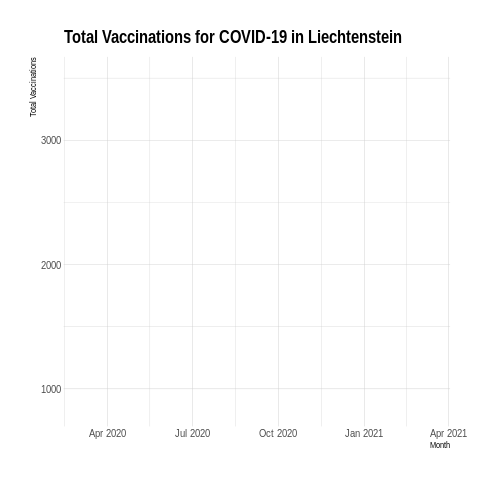 Total Vaccinations for COVID-19 in Liechtenstein
Total Vaccinations
3000
2000
1000
Apr 2020 Jul 2020 Oct 2020 Jan 2021 Apr 2021
Month